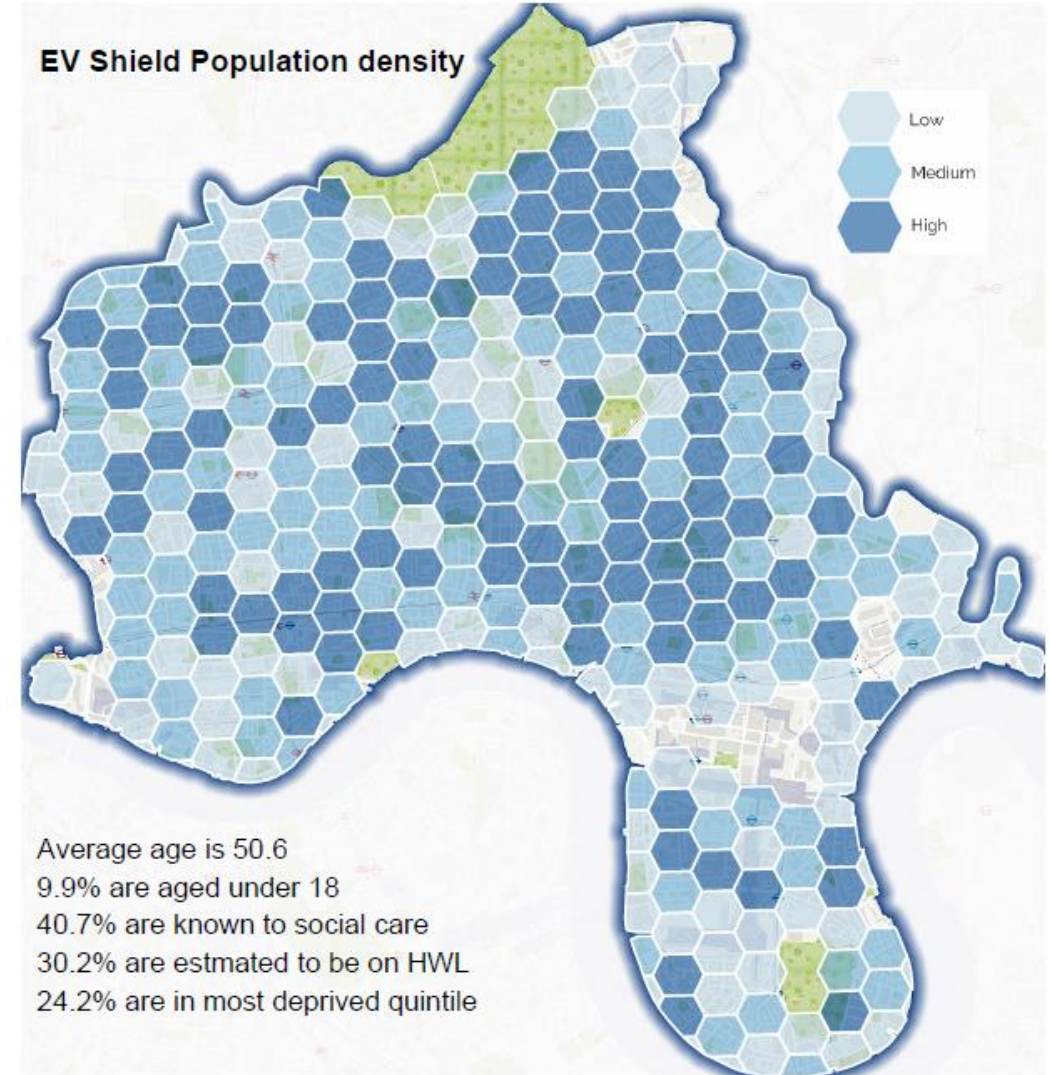 EV Shield Population density
Low
Medium
High
Average age is 50.6
9.9% are aged under 18
40.7% are known to social care
30.2% are estmated to be on HWL
24.2% are in most deprived quintile